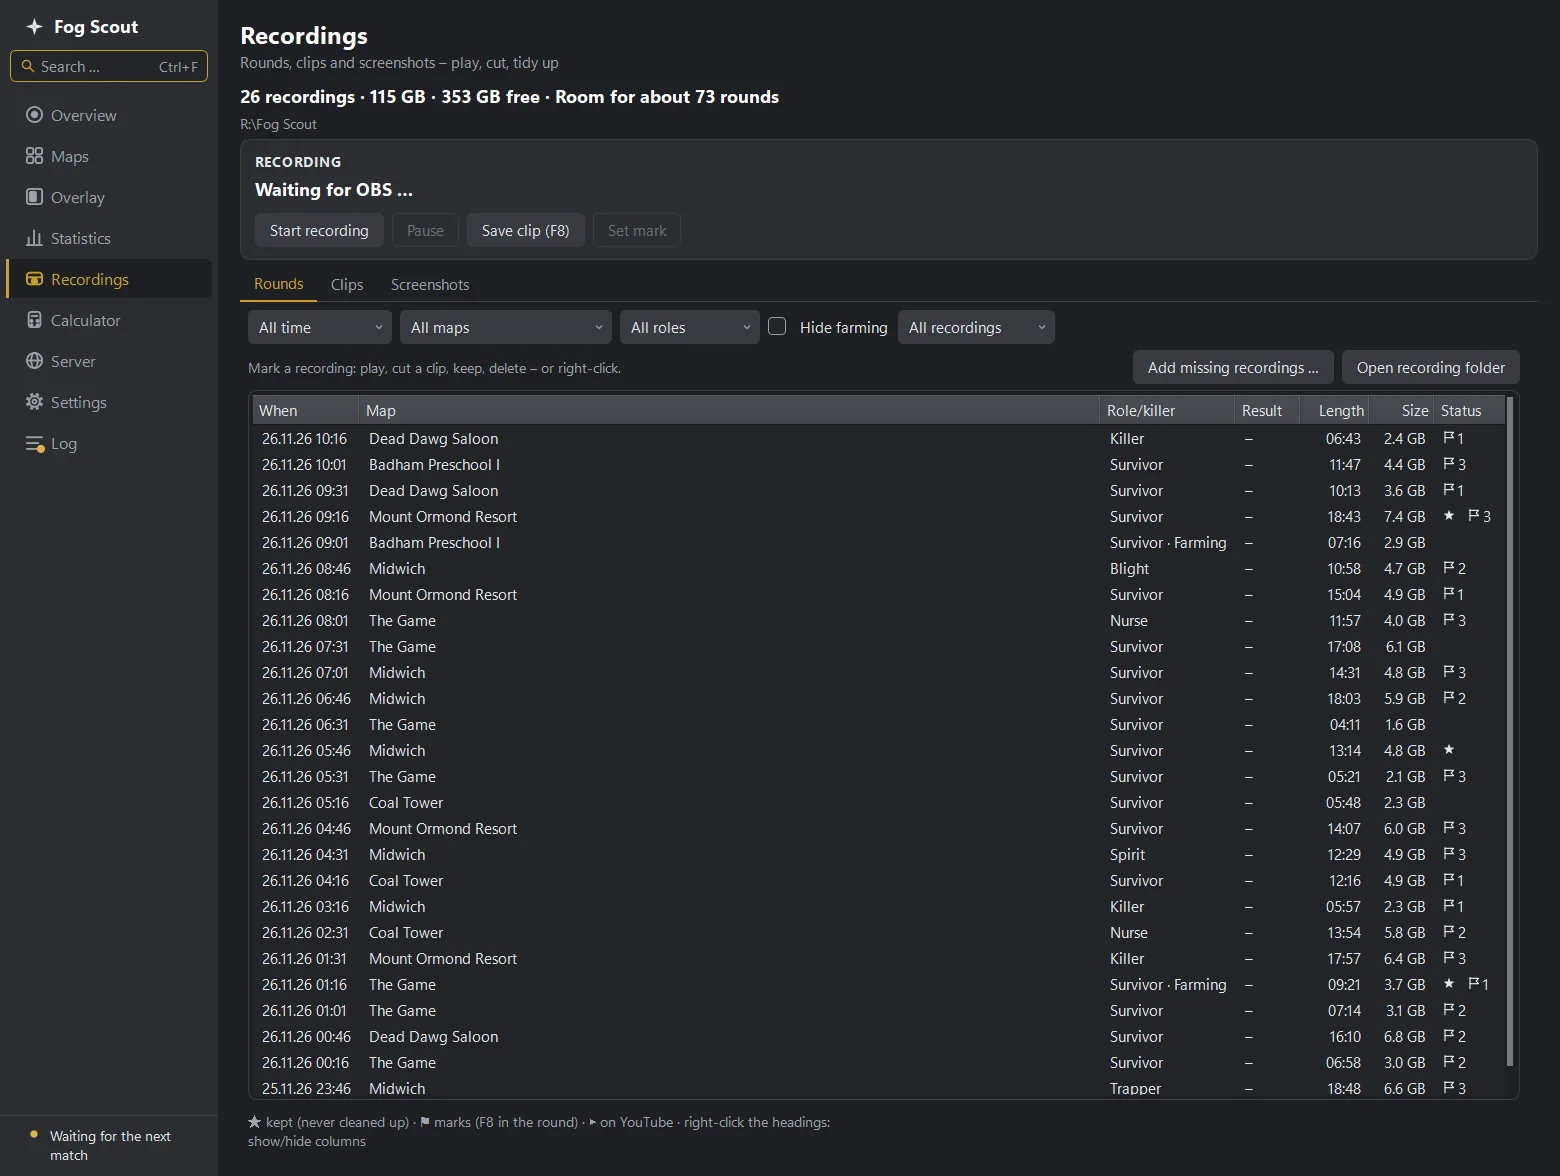 Fog Scout
Search ... Ctrl+F
Overview
Maps
Overlay
Statistics
Recordings
Calculator
Server
Settings
Log
Waiting for the next
match
Recordings
Rounds, clips and screenshots – play, cut, tidy up
26 recordings · 115 GB · 353 GB free · Room for about 73 rounds
R:\Fog Scout
RECORDING
Waiting for OBS ...
Start recording Pause Save clip (F8) Set mark
Rounds Clips Screenshots
All time All maps All roles Hide farming All recordings
Mark a recording: play, cut a clip, keep, delete – or right-click. Add missing recordings ... Open recording folder
When Map Role/killer Result Length Size Status
26.11.26 10:16 Dead Dawg Saloon Killer – 06:43 2.4 GB 1
26.11.26 10:01 Badham Preschool I Survivor – 11:47 4.4 GB 3
26.11.26 09:31 Dead Dawg Saloon Survivor – 10:13 3.6 GB 1
26.11.26 09:16 Mount Ormond Resort Survivor – 18:43 7.4 GB ★ 3
26.11.26 09:01 Badham Preschool I Survivor · Farming – 07:16 2.9 GB
26.11.26 08:46 Midwich Blight – 10:58 4.7 GB 2
26.11.26 08:16 Mount Ormond Resort Survivor – 15:04 4.9 GB 1
26.11.26 08:01 The Game Nurse – 11:57 4.0 GB 3
26.11.26 07:31 The Game Survivor – 17:08 6.1 GB
26.11.26 07:01 Midwich Survivor – 14:31 4.8 GB 3
26.11.26 06:46 Midwich Survivor – 18:03 5.9 GB 2
26.11.26 06:31 The Game Survivor – 04:11 1.6 GB
26.11.26 05:46 Midwich Survivor – 13:14 4.8 GB ★
26.11.26 05:31 The Game Survivor – 05:21 2.1 GB 3
26.11.26 05:16 Coal Tower Survivor – 05:48 2.3 GB
26.11.26 04:46 Mount Ormond Resort Survivor – 14:07 6.0 GB 3
26.11.26 04:31 Midwich Spirit – 12:29 4.9 GB 3
26.11.26 04:16 Coal Tower Survivor – 12:16 4.9 GB 1
26.11.26 03:16 Midwich Killer – 05:57 2.3 GB 1
26.11.26 02:31 Coal Tower Nurse – 13:54 5.8 GB 2
26.11.26 01:31 Mount Ormond Resort Killer – 17:57 6.4 GB 3
26.11.26 01:16 The Game Survivor · Farming – 09:21 3.7 GB ★ 1
26.11.26 01:01 The Game Survivor – 07:14 3.1 GB 2
26.11.26 00:46 Dead Dawg Saloon Survivor – 16:10 6.8 GB 2
26.11.26 00:16 The Game Survivor – 06:58 3.0 GB 2
25.11.26 23:46 Midwich Trapper – 18:48 6.6 GB 3
★ kept (never cleaned up) · ⚑ marks (F8 in the round) · ▸ on YouTube · right-click the headings:
show/hide columns